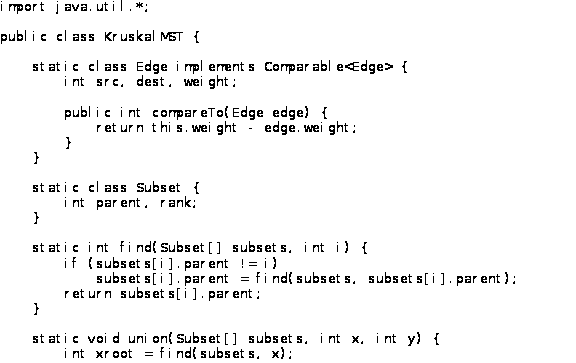 import java.util.*;

public class KruskalMST {

    static class Edge implements Comparable<Edge> {
        int src, dest, weight;

        public int compareTo(Edge edge) {
            return this.weight - edge.weight;
        }
    }

    static class Subset {
        int parent, rank;
    }

    static int find(Subset[] subsets, int i) {
        if (subsets[i].parent != i)
            subsets[i].parent = find(subsets, subsets[i].parent);
        return subsets[i].parent;
    }

    static void union(Subset[] subsets, int x, int y) {
        int xroot = find(subsets, x);